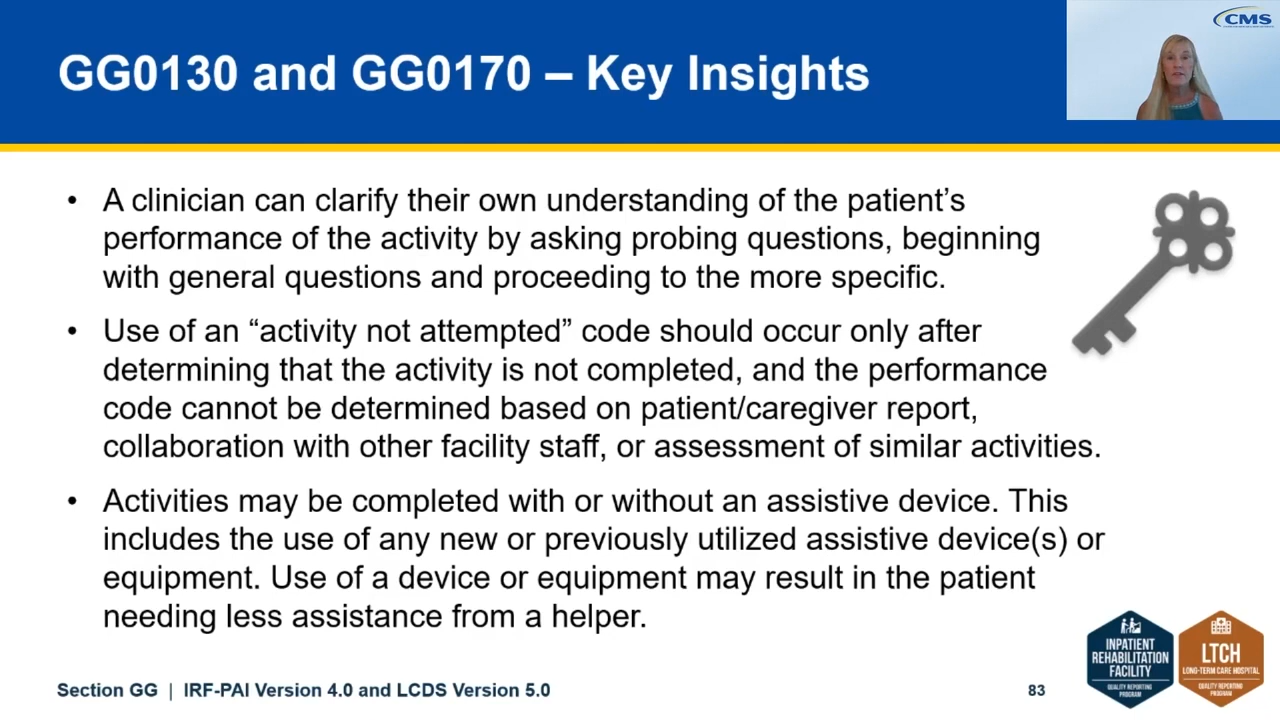 CMS
GG0130 and GG0170 – Key Insights
• A clinician can clarify their own understanding of the patient’s
performance of the activity by asking probing questions, beginning
with general questions and proceeding to the more specific.
• Use of an “activity not attempted” code should occur only after
determining that the activity is not completed, and the performance
code cannot be determined based on patient/caregiver report,
collaboration with other facility staff, or assessment of similar activities.
• Activities may be completed with or without an assistive device. This
includes the use of any new or previously utilized assistive device(s) or
equipment. Use of a device or equipment may result in the patient
needing less assistance from a helper.
INPATIENT
REHABILITATION
FACILITY
QUALITY REPORTING
PROGRAM
LTCH
LONG-TERM CARE HOSPITAL
QUALITY REPORTING
PROGRAM
Section GG | IRF-PAI Version 4.0 and LCDS Version 5.0
83